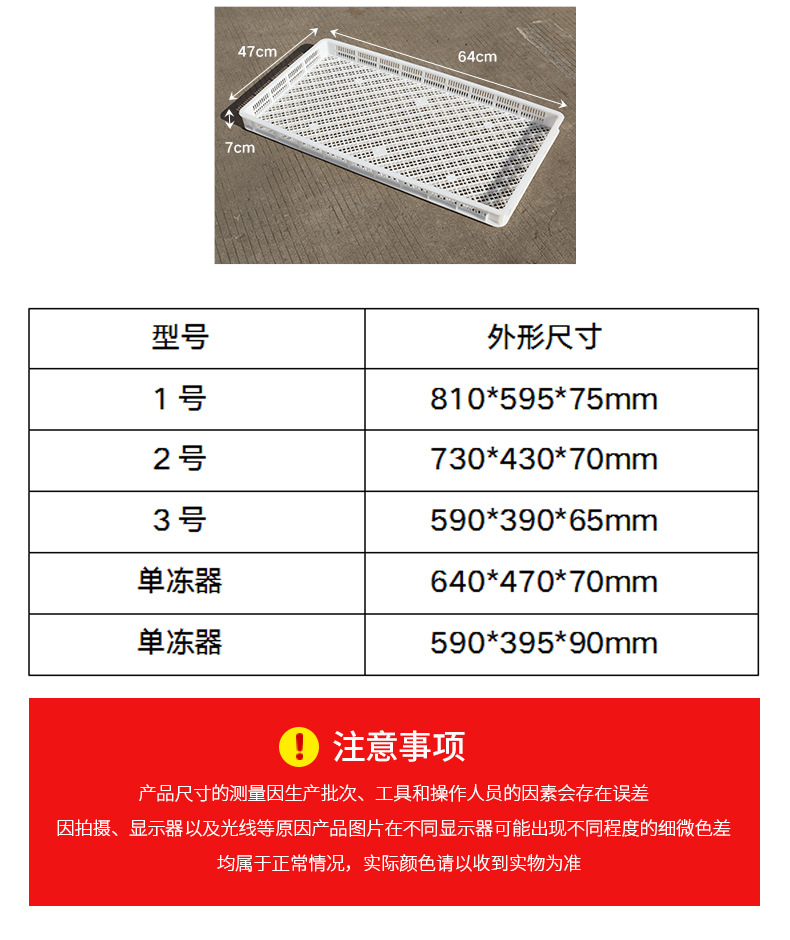 47cm
64cm
7cm
型号 外形尺寸
1号 810*595*75mm
2号 730*430*70mm
3号 590*390*65mm
单冻器 640*470*70mm
单冻器 590*395*90mm
注意事项
产品尺寸的测量因生产批次、工具和操作人员的因素会存在误差
因拍摄、显示器以及光线等原因产品图片在不同显示器可能出现不同程度的细微色差
均属于正常情况，实际颜色请以收到实物为准